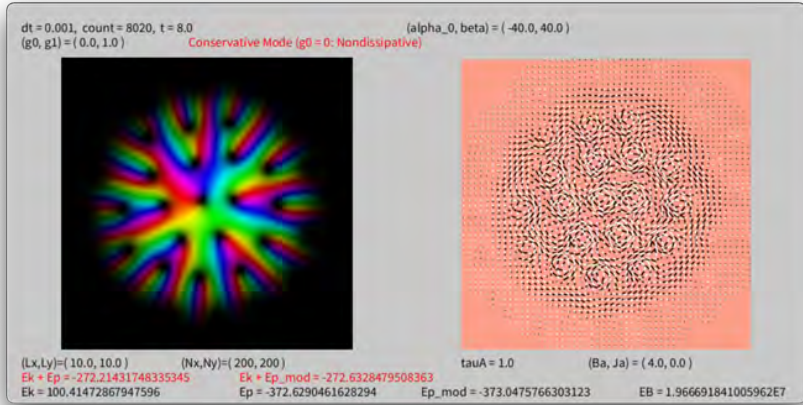 dt = 0.001, count = 8020, t = 8.0 (alpha_0, beta) = ( -40.0, 40.0 )
(g0, g1) = ( 0.0, 1.0 ) Conservative Mode (g0 = 0: Nondissipative)
(Lx,Ly)=( 10.0, 10.0 ) (Nx,Ny)=( 200, 200 ) tauA = 1.0 (Ba, Ja) = ( 4.0, 0.0 )
Ek + Ep = -272.21431748335345 Ek + Ep_mod = -272.6328479508363
Ek = 100.41472867947596 Ep = -372.6290461628294 Ep_mod = -373.0475766303123 EB = 1.966691841005962E7